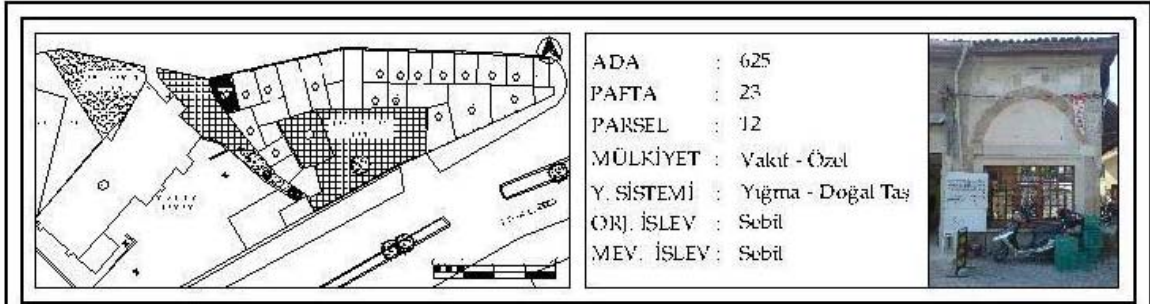 ADA : 625
PAFTA : 23
PARSEL : 12
MÜLKİYET : Vakıf - Özel
Y. SİSTEMİ : Yığma - Doğal Taş
ORJ. İŞLEV : Sebil
MEV. İŞLEV : Sebil